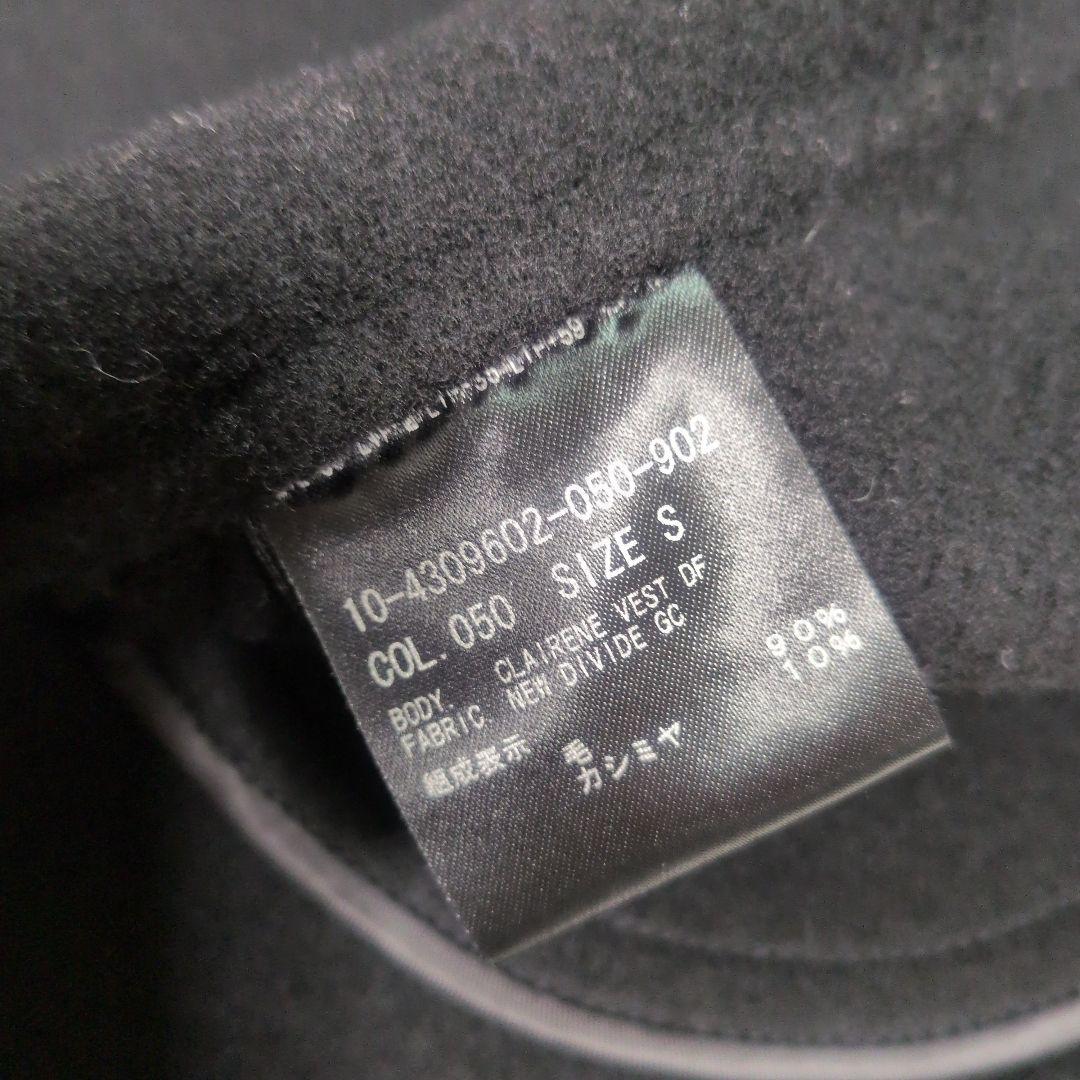 10-4309602-050-902
COL. 050 SIZE S
BODY. CLAIRENE VEST DF
FABRIC. NEW DIVIDE GC
組成表示 毛 90%
カシミヤ 10%